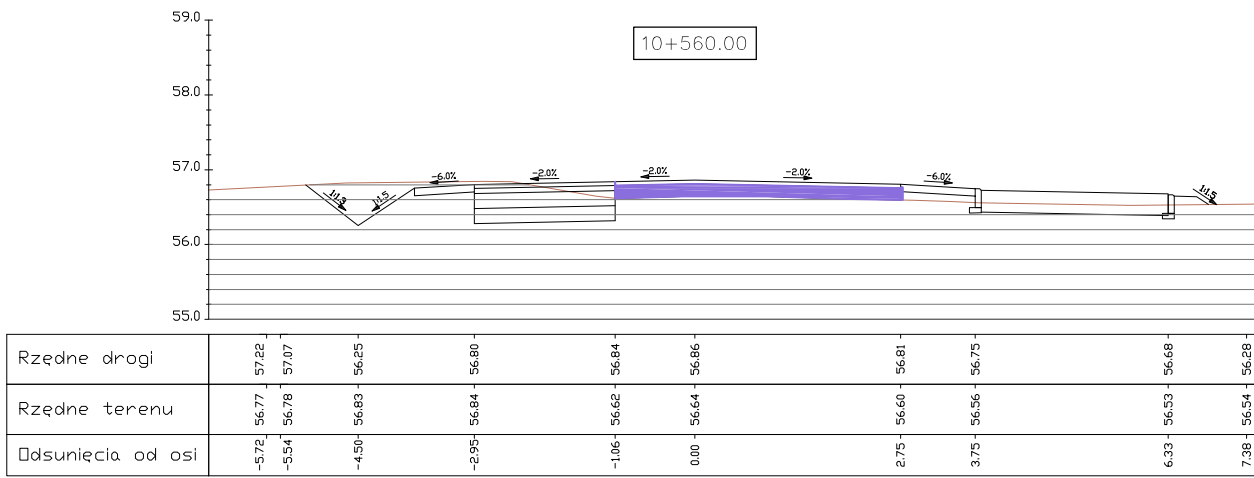 59.0
10+560.00
58.0
57.0
-6.0% -2.0% -2.0% -2.0% -6.0%
1:1.3 1:1.5 1:1.5
56.0
55.0
Rzędne drogi 57.22 57.07 56.25 56.80 56.84 56.86 56.81 56.75 56.68 56.28
Rzędne terenu 56.77 56.78 56.83 56.84 56.62 56.64 56.60 56.56 56.53 56.54
Odsunięcia od osi -5.72 -5.54 -4.50 -2.95 -1.06 0.00 2.75 3.75 6.33 7.38